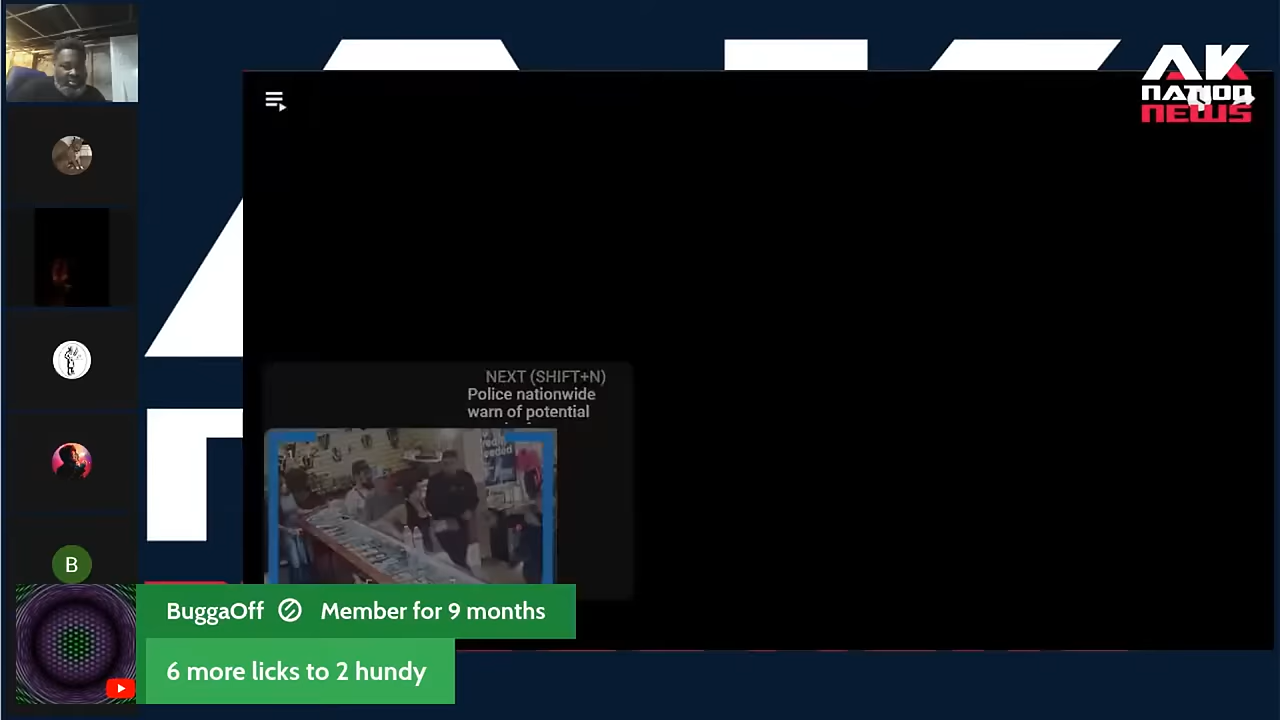 AK
NATION
NEWS
NEXT (SHIFT+N)
Police nationwide
warn of potential
B
BuggaOff Member for 9 months
6 more licks to 2 hundy